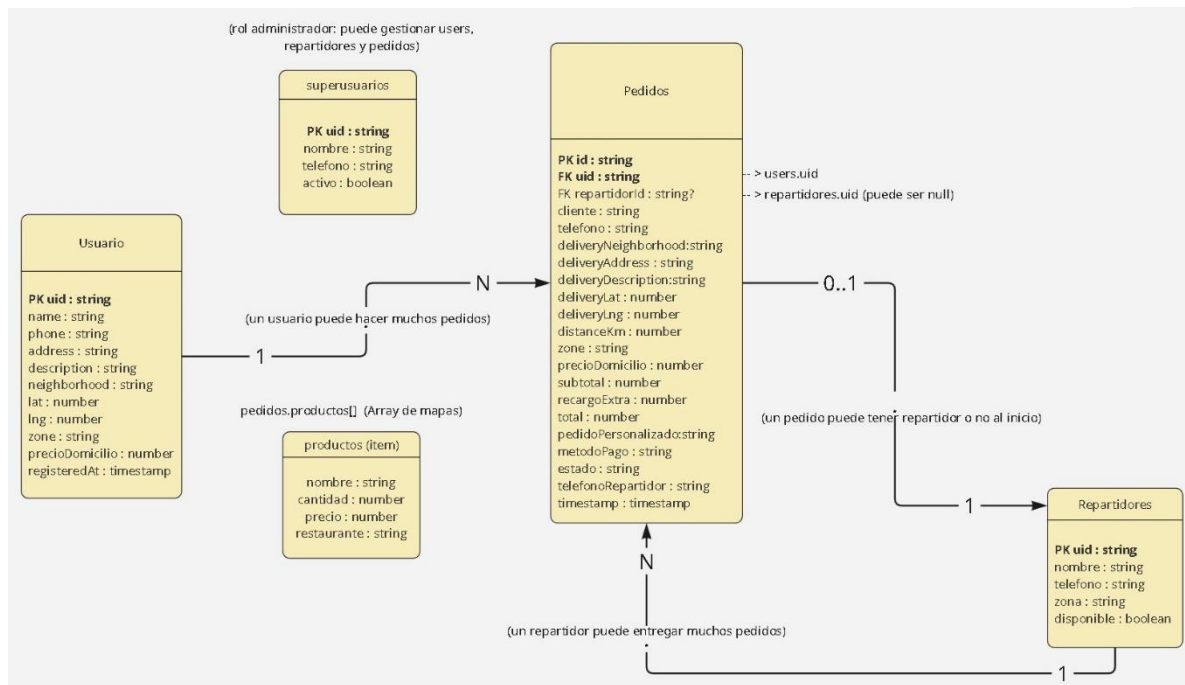 (rol administrador: puede gestionar users,
repartidores y pedidos)
superusuarios
PK uid : string
nombre : string
telefono : string
activo : boolean
Pedidos
PK id : string
FK uid : string
FK repartidorId : string?
cliente : string
telefono : string
deliveryNeighborhood:string
deliveryAddress : string
deliveryDescription:string
deliveryLat : number
deliveryLng : number
distanceKm : number
zone : string
precioDomicilio : number
subtotal : number
recargoExtra : number
total : number
pedidoPersonalizado:string
metodoPago : string
estado : string
telefonoRepartidor : string
timestamp : timestamp
-- > users.uid
-- > repartidores.uid (puede ser null)
Usuario
PK uid : string
name : string
phone : string
address : string
description : string
neighborhood : string
lat : number
lng : number
zone : string
precioDomicilio : number
registeredAt : timestamp
N
(un usuario puede hacer muchos pedidos)
1
0..1
(un pedido puede tener repartidor o no al inicio)
1
pedidos.productos[] (Array de mapas)
productos (item)
nombre : string
cantidad : number
precio : number
restaurante : string
Repartidores
PK uid : string
nombre : string
telefono : string
zona : string
disponible : boolean
N
(un repartidor puede entregar muchos pedidos)
1